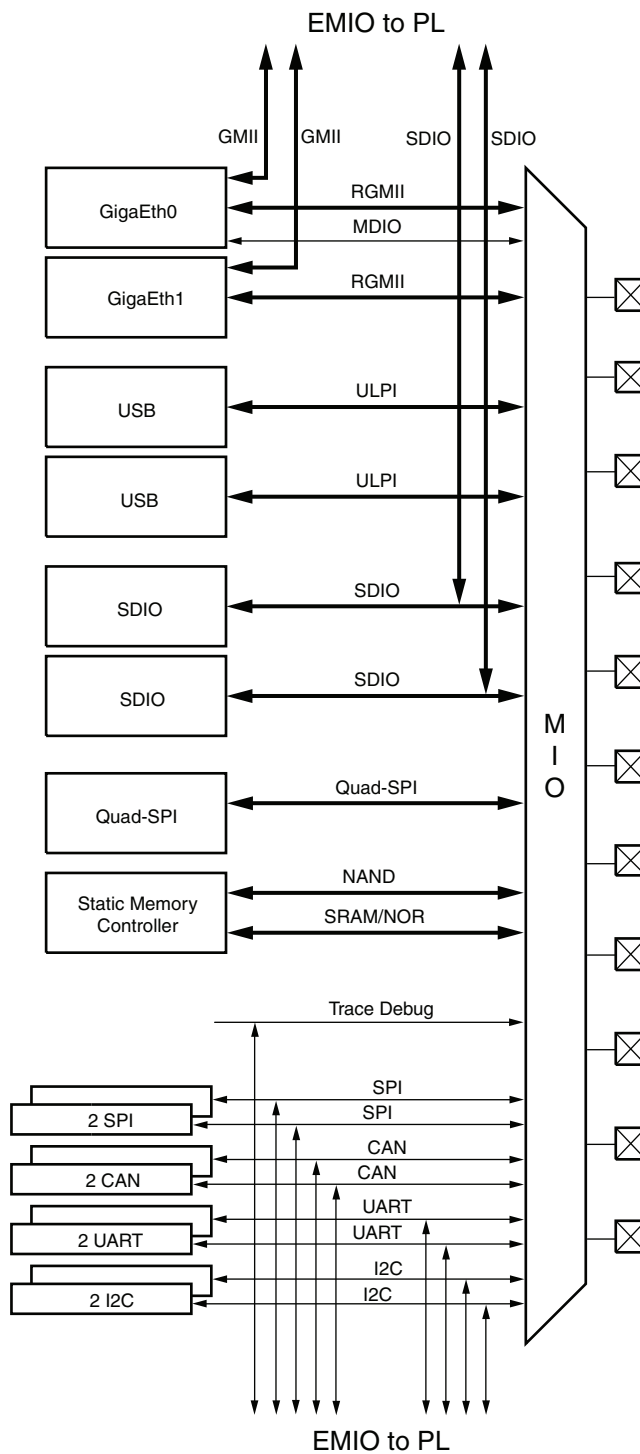 EMIO to PL
GMII
GMII
SDIO
SDIO
GigaEth0
RGMII
MDIO
GigaEth1
RGMII
USB
ULPI
USB
ULPI
SDIO
SDIO
SDIO
SDIO
M
I
O
Quad-SPI
Quad-SPI
Static Memory
Controller
NAND
SRAM/NOR
Trace Debug
2 SPI
SPI
SPI
2 CAN
CAN
CAN
2 UART
UART
UART
2 I2C
I2C
I2C
EMIO to PL